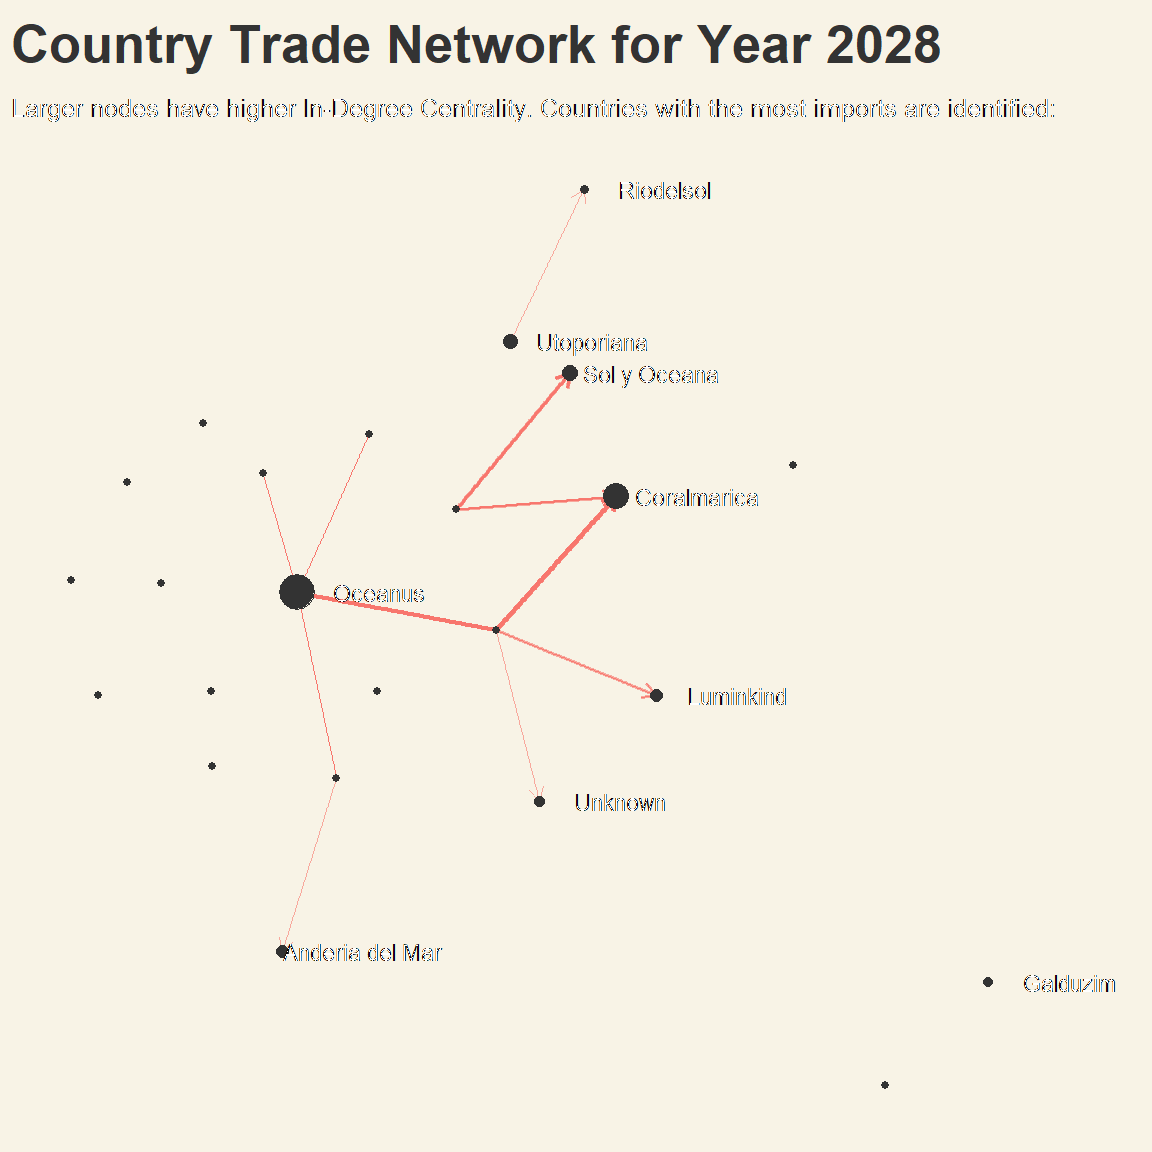 Country Trade Network for Year 2028
Larger nodes have higher In-Degree Centrality. Countries with the most imports are identified:
Riodelsol
Utoporiana
Sol y Oceana
Coralmarica
Oceanus
Luminkind
Unknown
Anderia del Mar
Galduzim